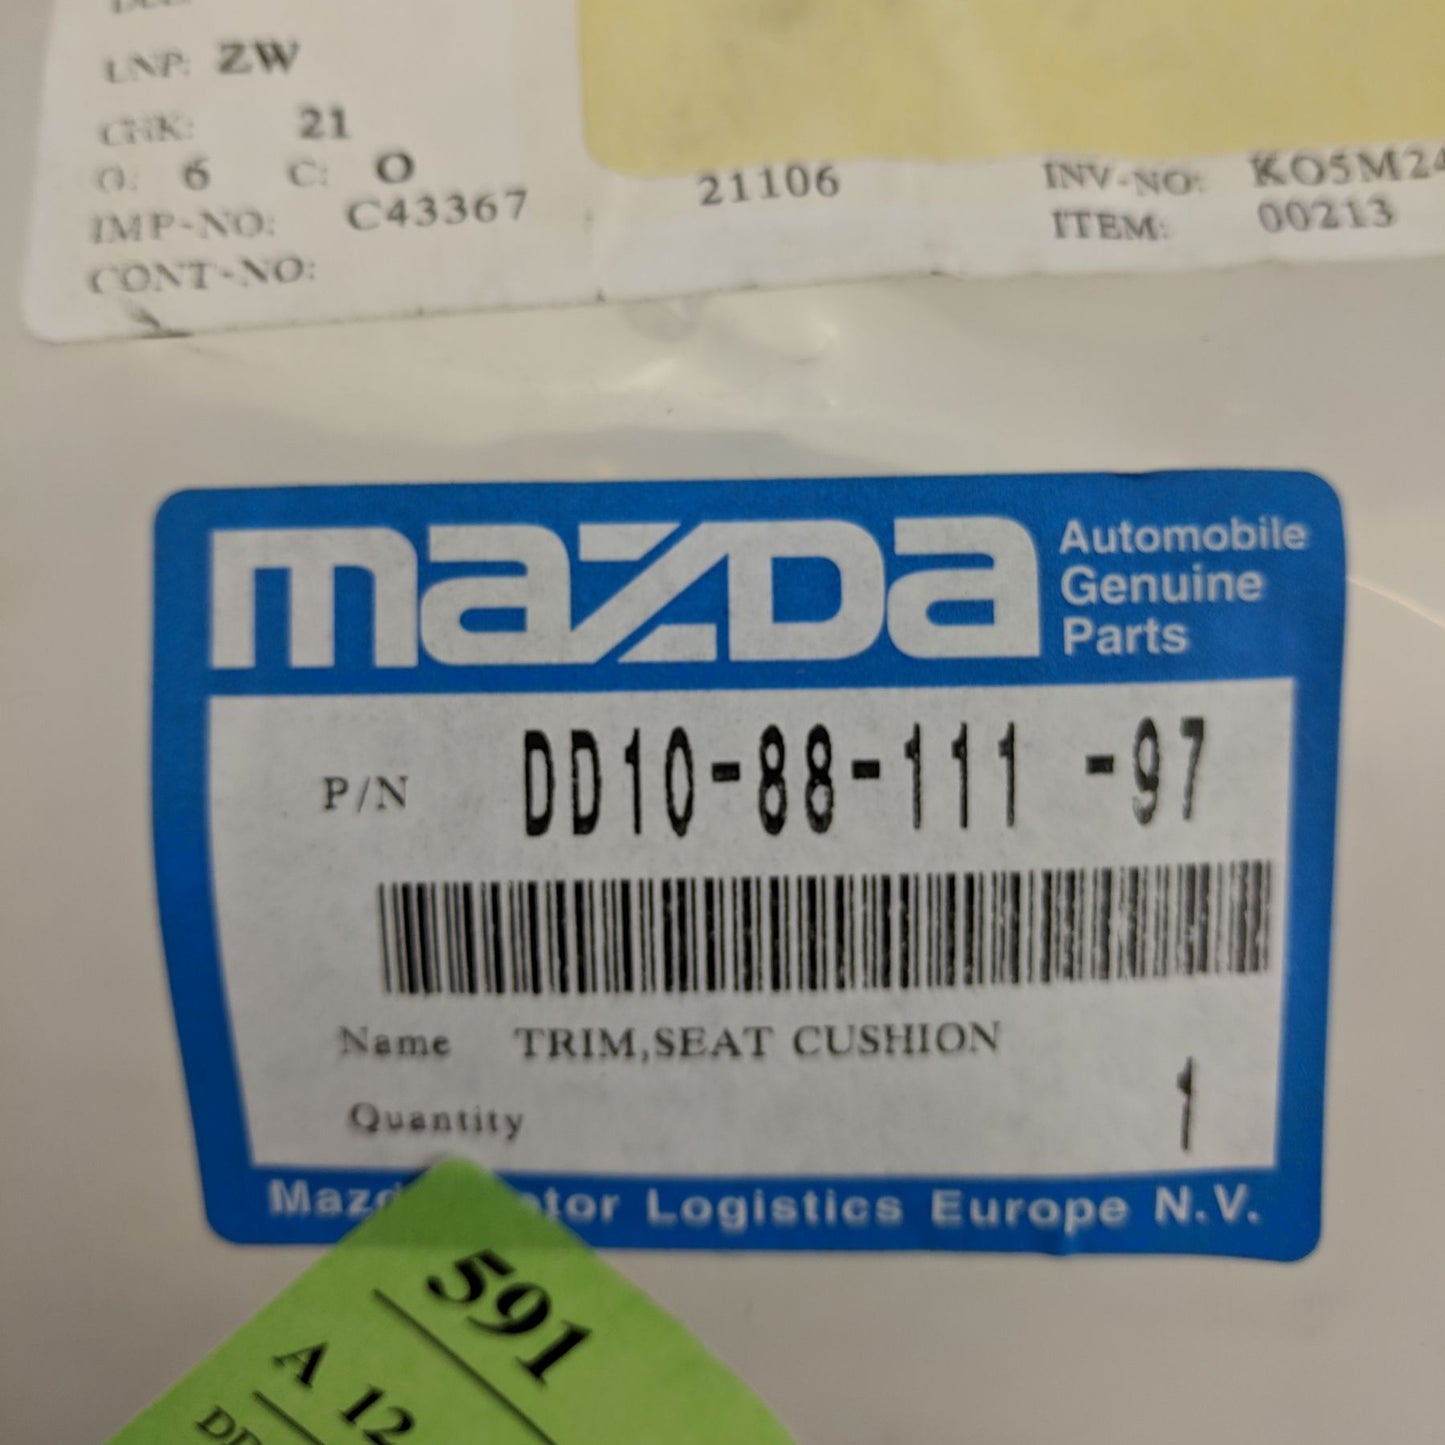 LNP: ZW
CHK: 21
O: 6 C: O
IMP-NO: C43367 21106
CONT-NO:
INV-NO: KO5M24
ITEM: 00213
mazda
Automobile
Genuine
Parts
P/N DD10-88-111 -97
Name TRIM,SEAT CUSHION
Quantity 1
Logistics Europe N.V.
591
A 12